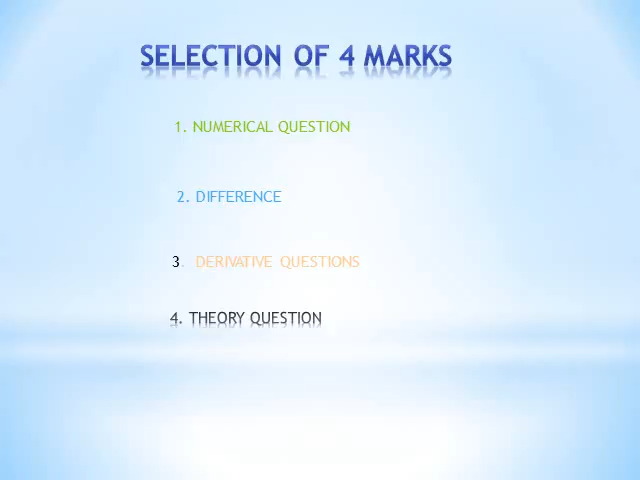 SELECTION OF 4 MARKS
1. NUMERICAL QUESTION
2. DIFFERENCE
3. DERIVATIVE QUESTIONS
4. THEORY QUESTION